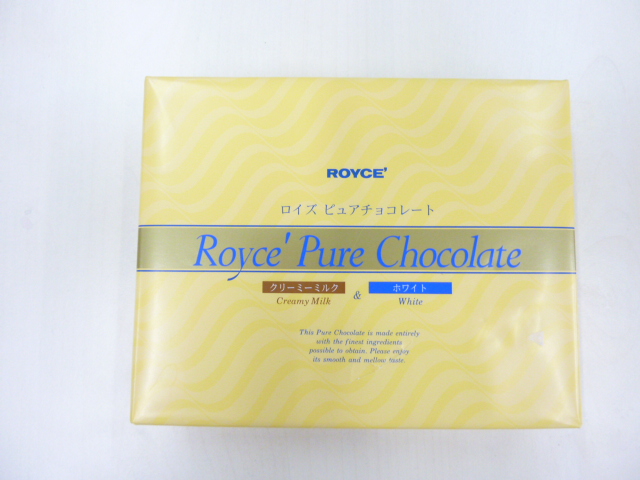 ROYCE'
ロイズ ピュアチョコレート
Royce' Pure Chocolate
クリーミーミルク & ホワイト
Creamy Milk White
This Pure Chocolate is made entirely
with the finest ingredients
possible to obtain. Please enjoy
its smooth and mellow taste.